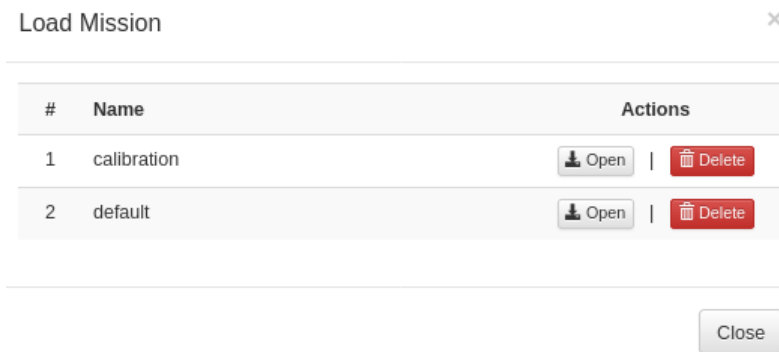 Load Mission ×
# Name Actions
1 calibration Open | Delete
2 default Open | Delete
Close